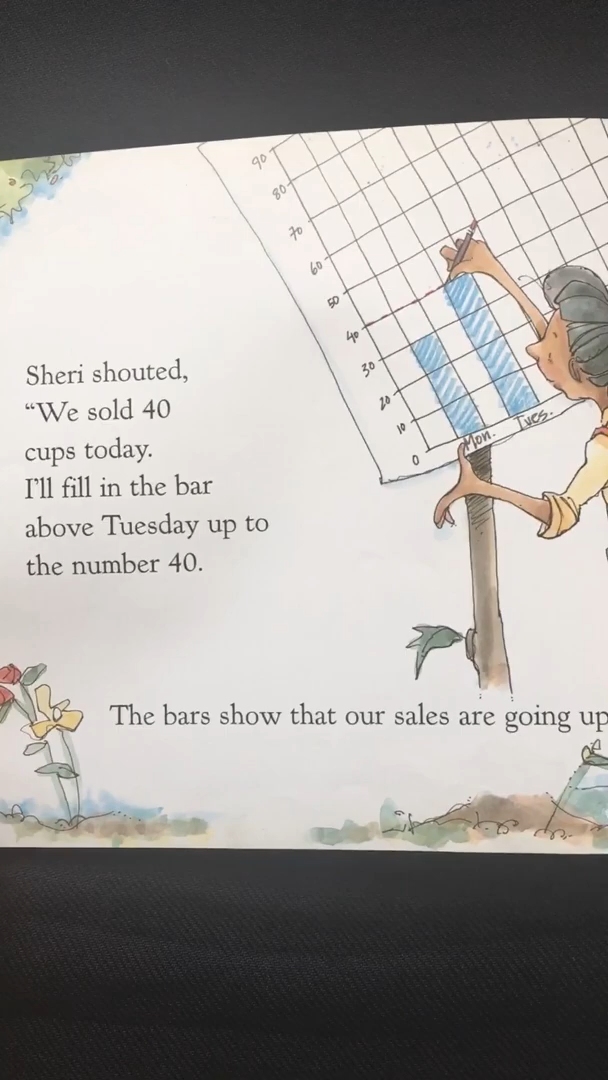 90
80
70
60
50
40
30
20
10
0
Mon. Tues.
Sheri shouted,
“We sold 40
cups today.
I’ll fill in the bar
above Tuesday up to
the number 40.
The bars show that our sales are going up